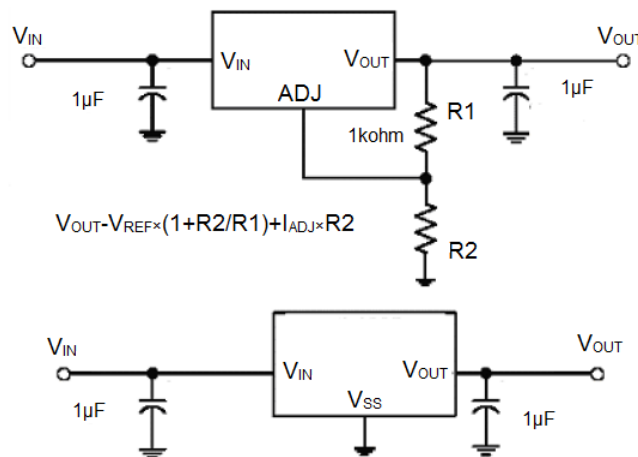 VIN
VOUT
VIN
VOUT
1µF
ADJ
R1
1µF
1kohm
VOUT-VREF×(1+R2/R1)+IADJ×R2
R2
VIN
VOUT
VIN
VOUT
1µF
VSS
1µF